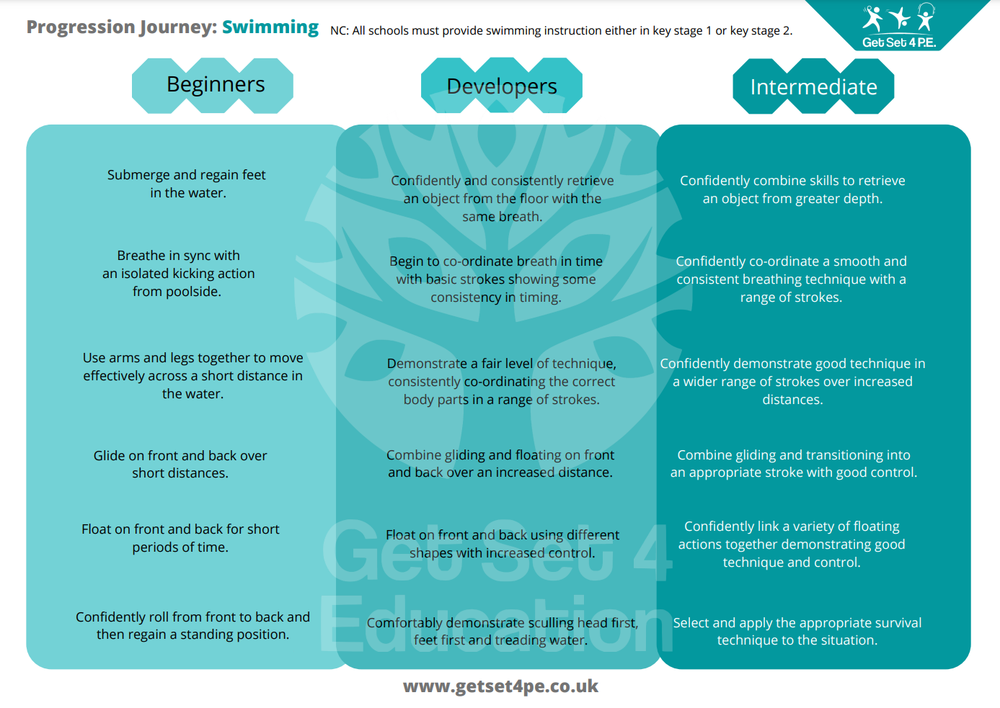 Progression Journey: Swimming
NC: All schools must provide swimming instruction either in key stage 1 or key stage 2.
Get Set 4 P.E.
Beginners
Submerge and regain feet
in the water.
Breathe in sync with
an isolated kicking action
from poolside.
Use arms and legs together to move
effectively across a short distance in
the water.
Glide on front and back over
short distances.
Float on front and back for short
periods of time.
Confidently roll from front to back and
then regain a standing position.
Developers
Confidently and consistently retrieve
an object from the floor with the
same breath.
Begin to co-ordinate breath in time
with basic strokes showing some
consistency in timing.
Demonstrate a fair level of technique,
consistently co-ordinating the correct
body parts in a range of strokes.
Combine gliding and floating on front
and back over an increased distance.
Float on front and back using different
shapes with increased control.
Comfortably demonstrate sculling head first,
feet first and treading water.
Intermediate
Confidently combine skills to retrieve
an object from greater depth.
Confidently co-ordinate a smooth and
consistent breathing technique with a
range of strokes.
Confidently demonstrate good technique in
a wider range of strokes over increased
distances.
Combine gliding and transitioning into
an appropriate stroke with good control.
Confidently link a variety of floating
actions together demonstrating good
technique and control.
Select and apply the appropriate survival
technique to the situation.
Get Set 4
Education
www.getset4pe.co.uk